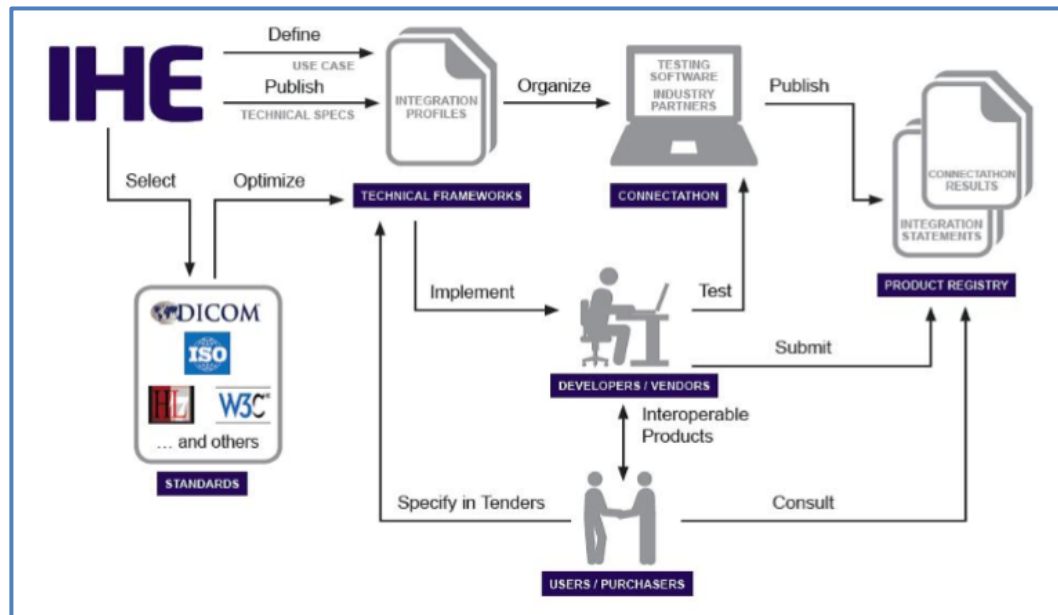 IHE
Define
USE CASE
Publish
TECHNICAL SPECS
INTEGRATION
PROFILES
Organize
TESTING
SOFTWARE
INDUSTRY
PARTNERS
Publish
CONNECTATHON
RESULTS
INTEGRATION
STATEMENTS
Select
Optimize
TECHNICAL FRAMEWORKS
CONNECTATHON
PRODUCT REGISTRY
DICOM
ISO
HL7
W3C
... and others
STANDARDS
Implement
Test
Submit
DEVELOPERS / VENDORS
Interoperable
Products
Specify in Tenders
Consult
USERS / PURCHASERS